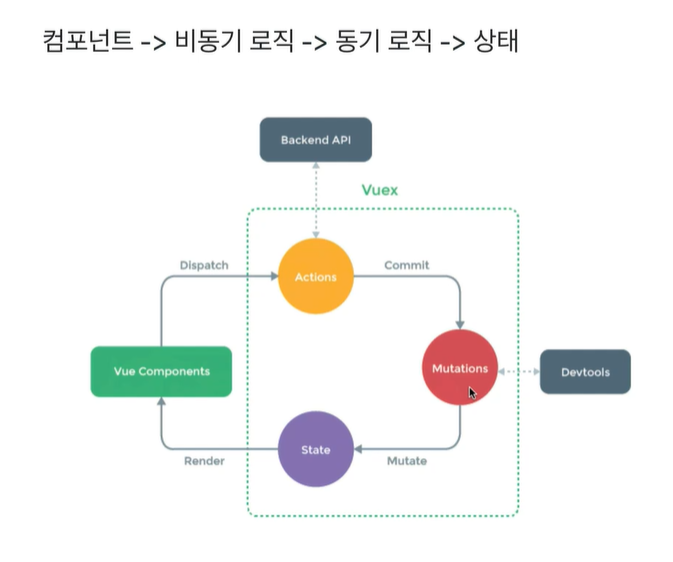 컴포넌트 -> 비동기 로직 -> 동기 로직 -> 상태
Backend API
Vuex
Dispatch
Commit
Actions
Vue Components
Mutations
Devtools
State
Render
Mutate